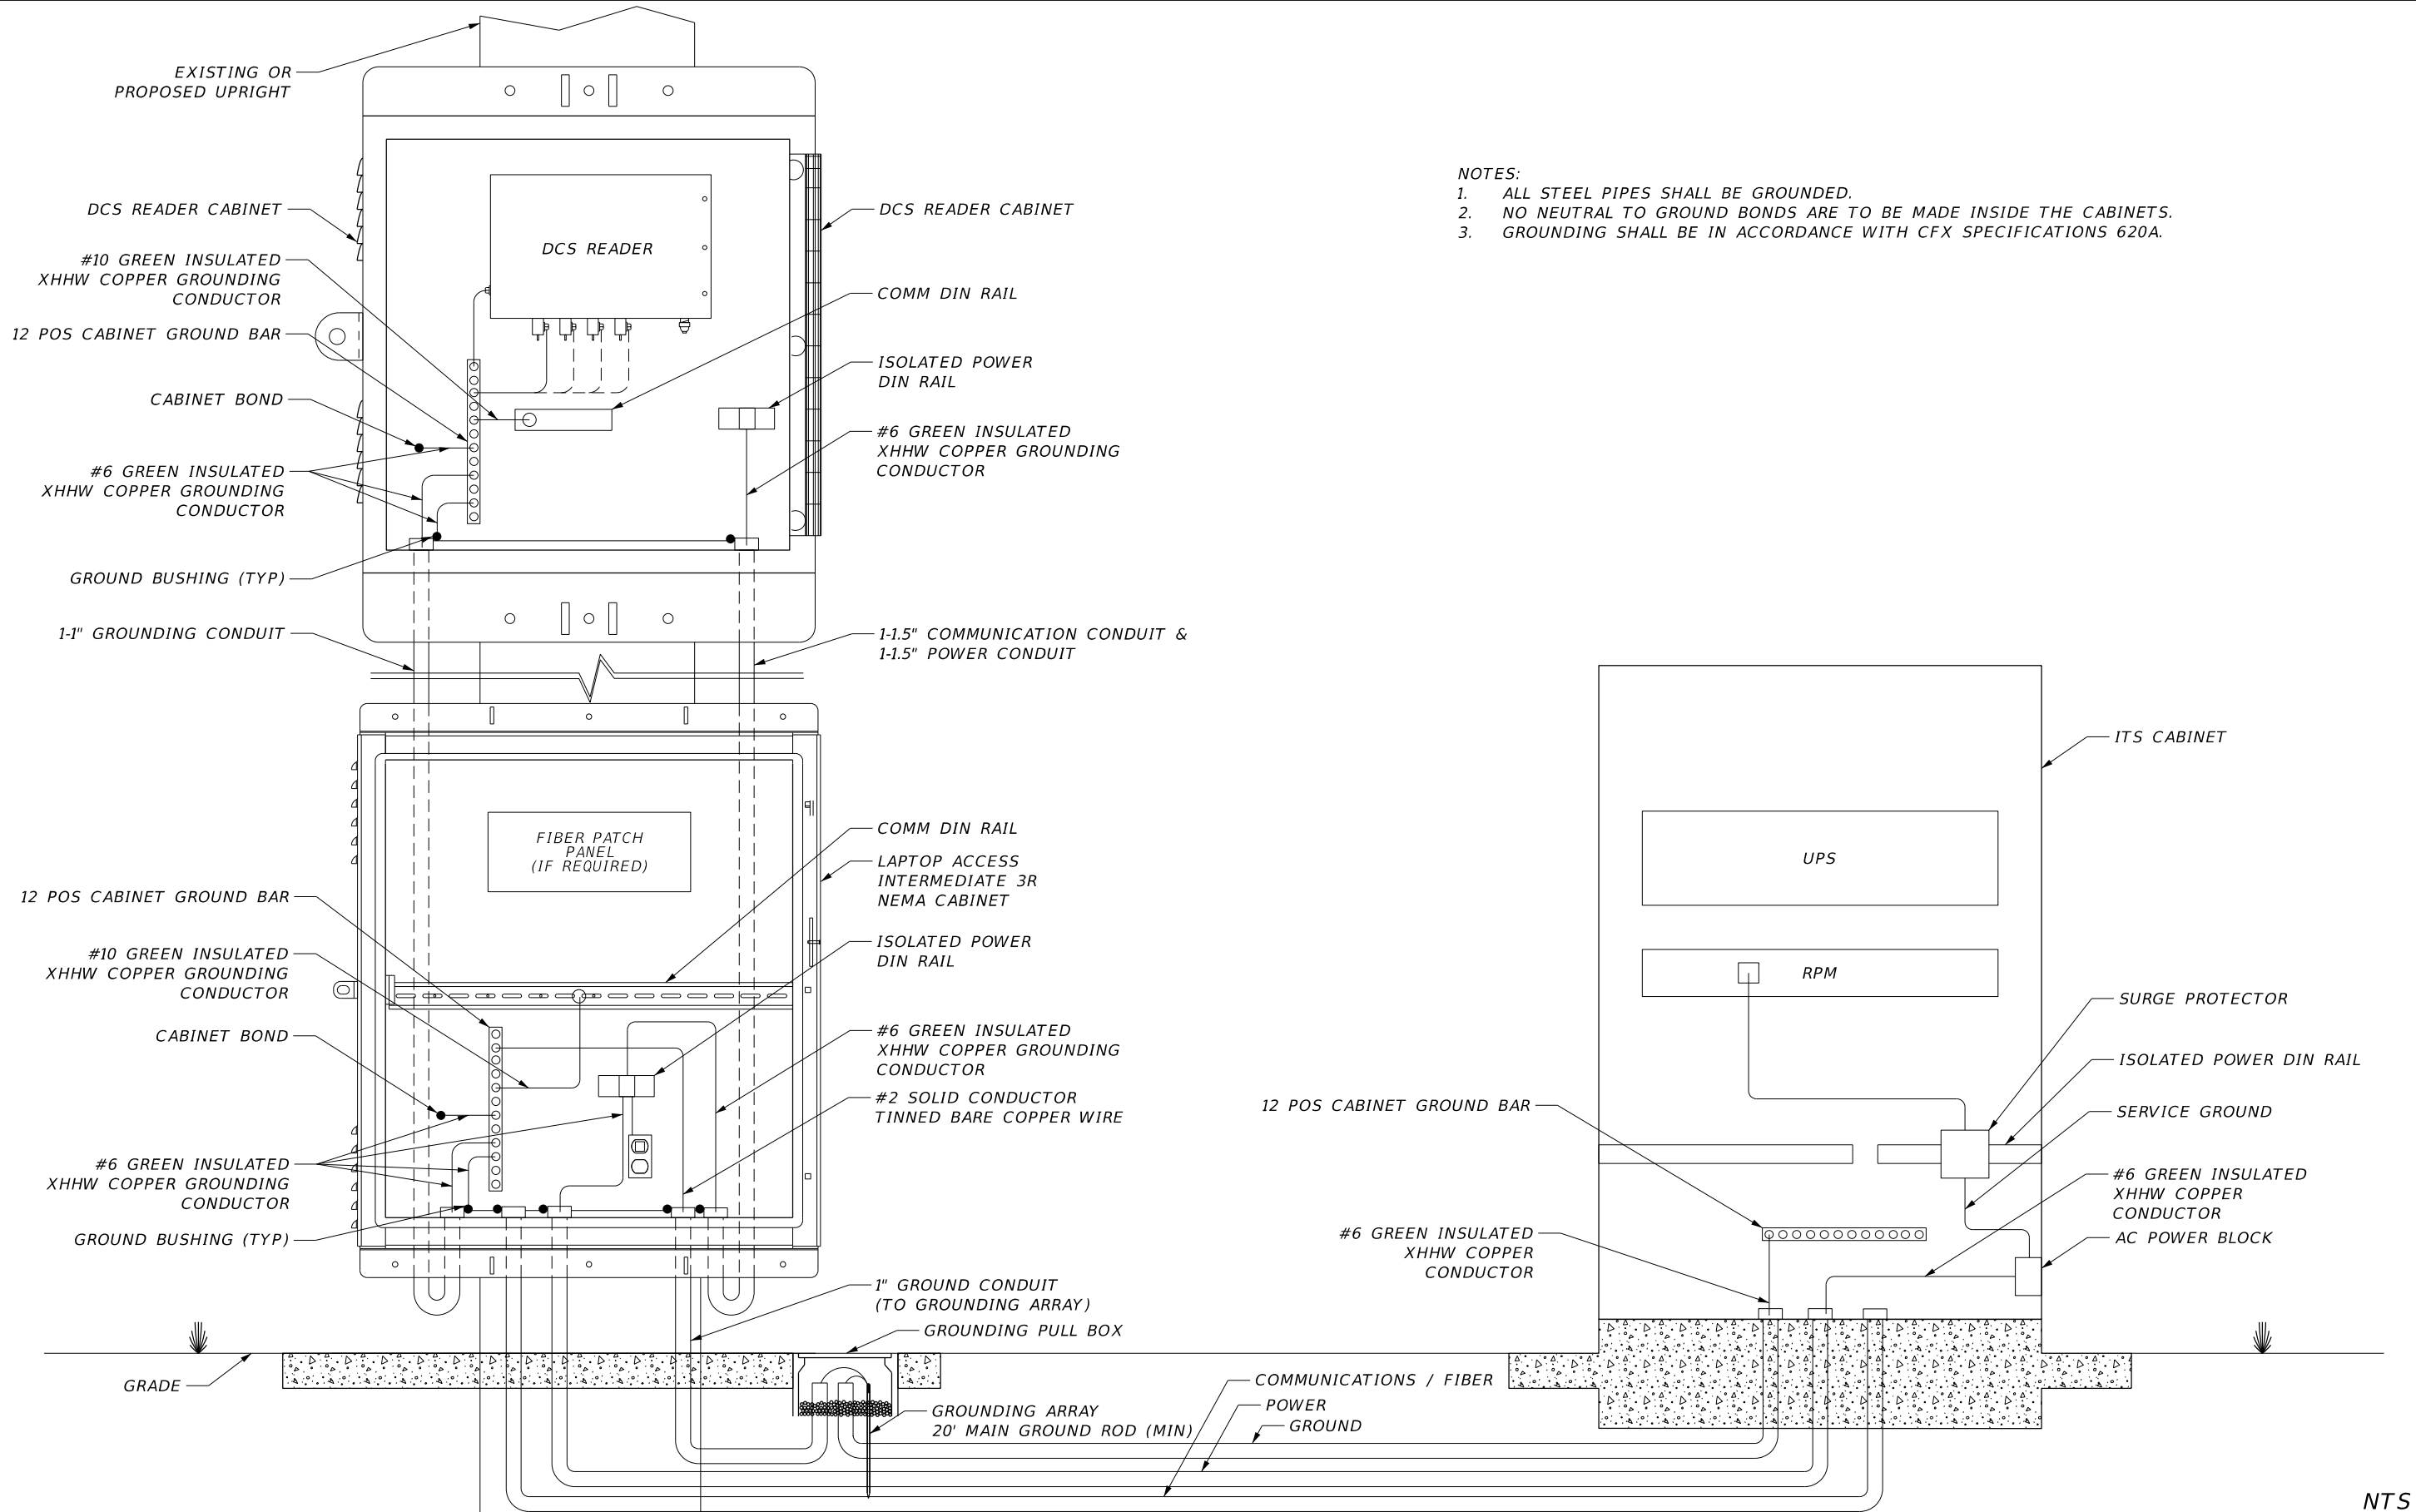 EXISTING OR
PROPOSED UPRIGHT
DCS READER CABINET
#10 GREEN INSULATED
XHHW COPPER GROUNDING
CONDUCTOR
12 POS CABINET GROUND BAR
CABINET BOND
#6 GREEN INSULATED
XHHW COPPER GROUNDING
CONDUCTOR
GROUND BUSHING (TYP)
1-1" GROUNDING CONDUIT
DCS READER
DCS READER CABINET
COMM DIN RAIL
ISOLATED POWER
DIN RAIL
#6 GREEN INSULATED
XHHW COPPER GROUNDING
CONDUCTOR
1-1.5" COMMUNICATION CONDUIT &
1-1.5" POWER CONDUIT
NOTES:
1. ALL STEEL PIPES SHALL BE GROUNDED.
2. NO NEUTRAL TO GROUND BONDS ARE TO BE MADE INSIDE THE CABINETS.
3. GROUNDING SHALL BE IN ACCORDANCE WITH CFX SPECIFICATIONS 620A.
12 POS CABINET GROUND BAR
#10 GREEN INSULATED
XHHW COPPER GROUNDING
CONDUCTOR
CABINET BOND
#6 GREEN INSULATED
XHHW COPPER GROUNDING
CONDUCTOR
GROUND BUSHING (TYP)
GRADE
FIBER PATCH
PANEL
(IF REQUIRED)
COMM DIN RAIL
LAPTOP ACCESS
INTERMEDIATE 3R
NEMA CABINET
ISOLATED POWER
DIN RAIL
#6 GREEN INSULATED
XHHW COPPER GROUNDING
CONDUCTOR
#2 SOLID CONDUCTOR
TINNED BARE COPPER WIRE
1" GROUND CONDUIT
(TO GROUNDING ARRAY)
GROUNDING PULL BOX
GROUNDING ARRAY
20' MAIN GROUND ROD (MIN)
COMMUNICATIONS / FIBER
POWER
GROUND
12 POS CABINET GROUND BAR
#6 GREEN INSULATED
XHHW COPPER
CONDUCTOR
UPS
RPM
ITS CABINET
SURGE PROTECTOR
ISOLATED POWER DIN RAIL
SERVICE GROUND
#6 GREEN INSULATED
XHHW COPPER
CONDUCTOR
AC POWER BLOCK
NTS